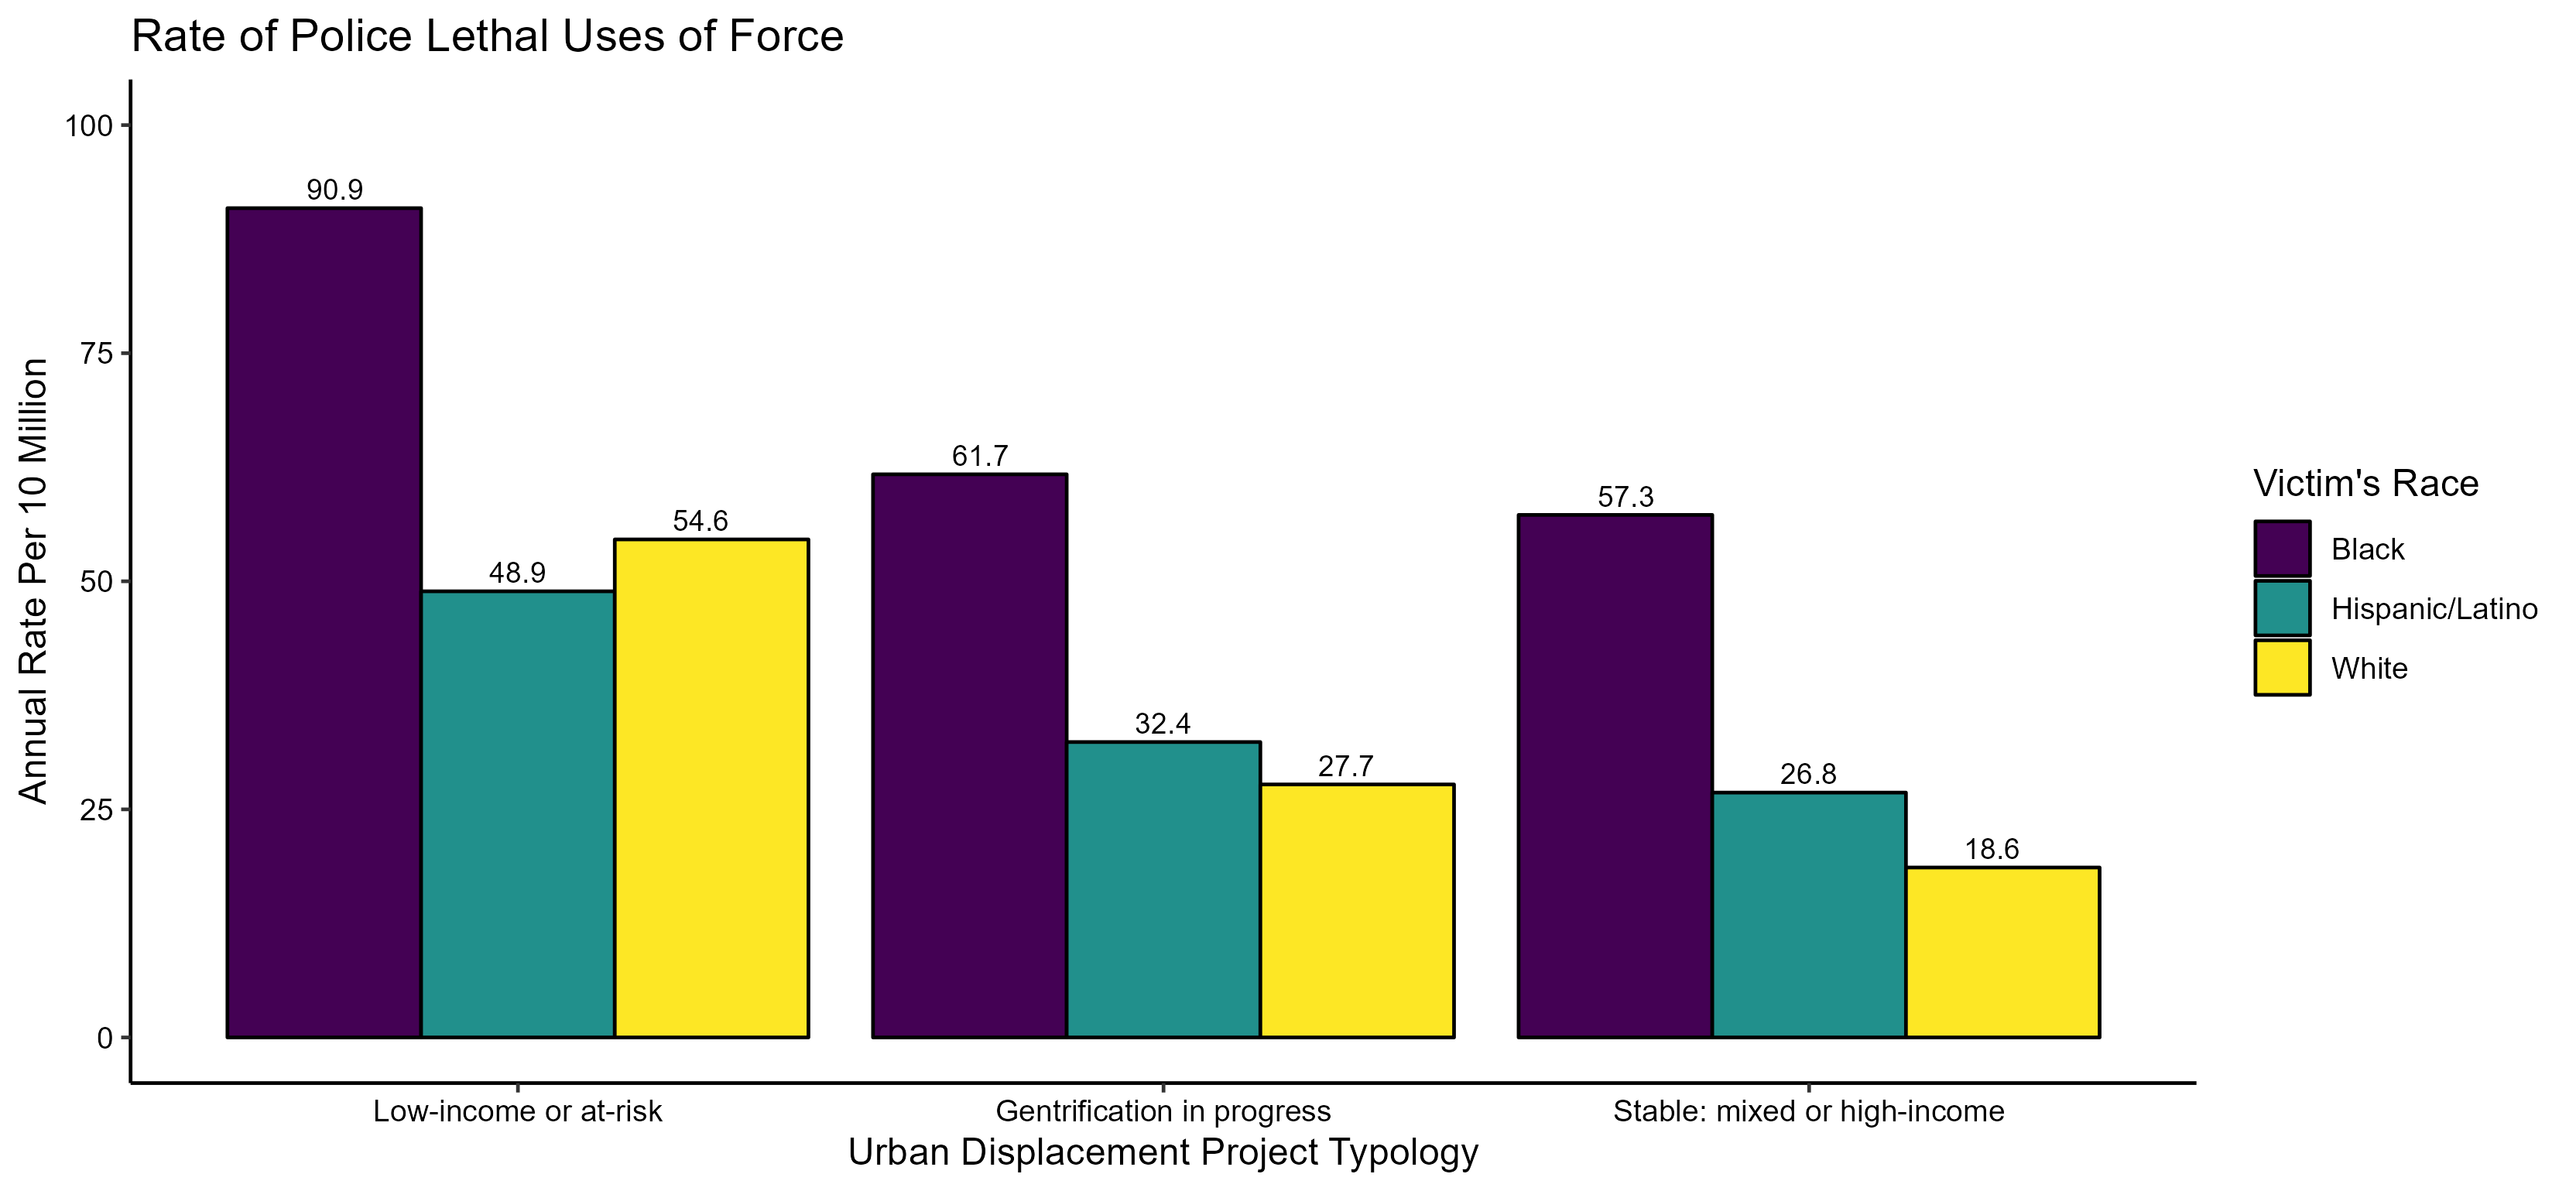 Rate of Police Lethal Uses of Force
Annual Rate Per 10 Million
100
75
50
25
0
90.9
48.9
54.6
61.7
32.4
27.7
57.3
26.8
18.6
Low-income or at-risk
Gentrification in progress
Stable: mixed or high-income
Urban Displacement Project Typology
Victim's Race
Black
Hispanic/Latino
White